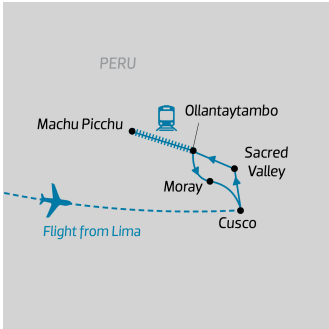 PERU
Ollantaytambo
Machu Picchu
Sacred
Valley
Moray
Cusco
Flight from Lima